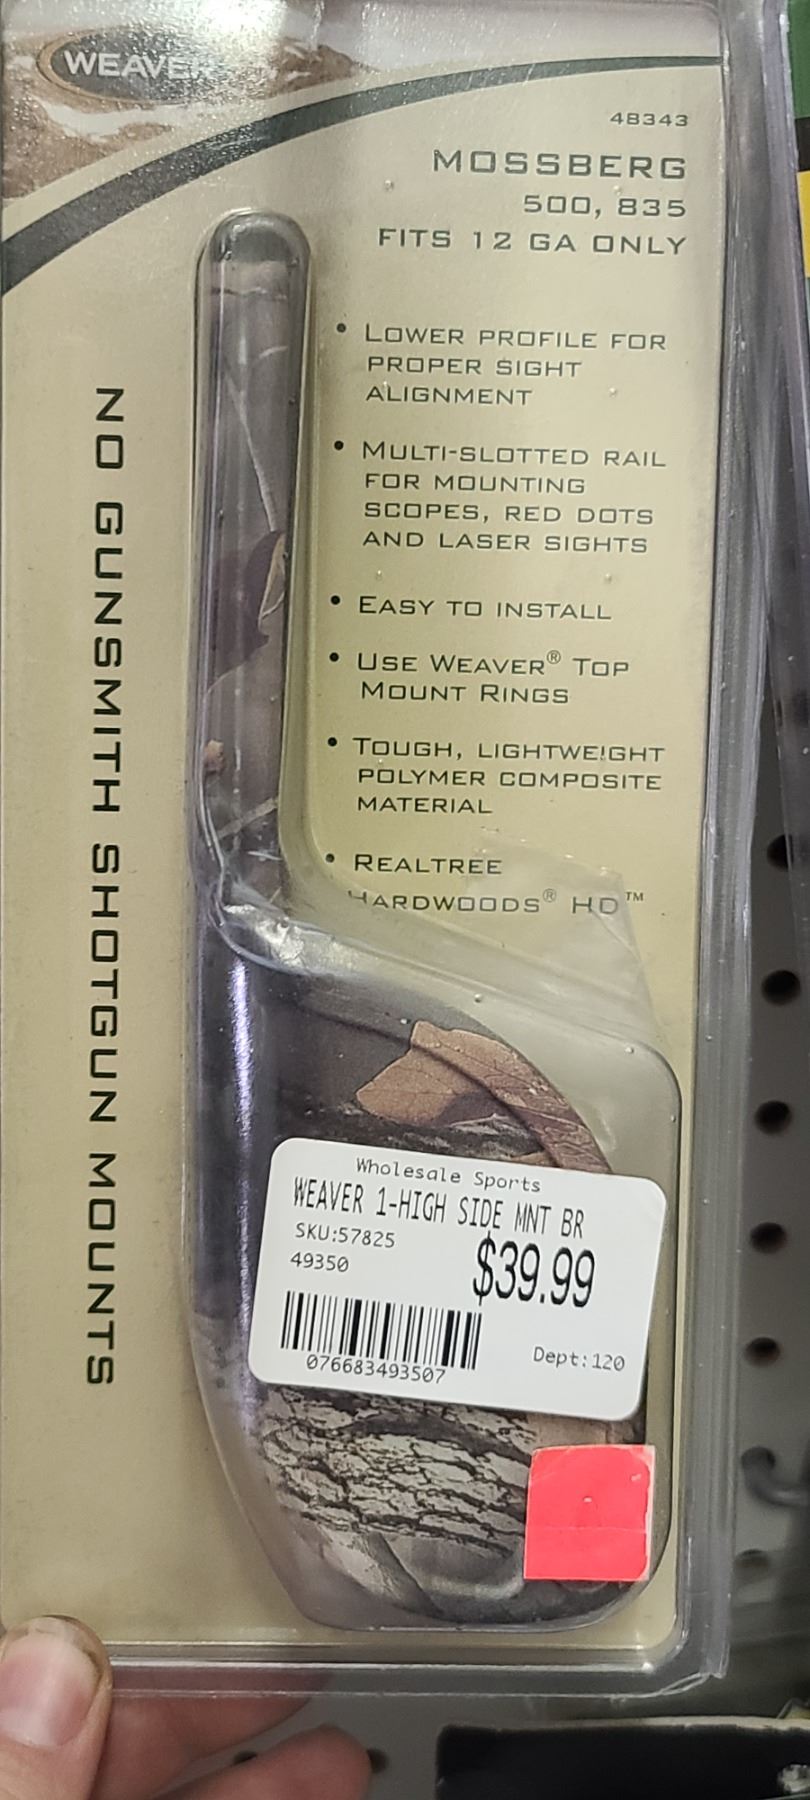 WEAVER
48343
MOSSBERG
500, 835
FITS 12 GA ONLY
• LOWER PROFILE FOR
PROPER SIGHT
ALIGNMENT
• MULTI-SLOTTED RAIL
FOR MOUNTING
SCOPES, RED DOTS
AND LASER SIGHTS
• EASY TO INSTALL
• USE WEAVER® TOP
MOUNT RINGS
• TOUGH, LIGHTWEIGHT
POLYMER COMPOSITE
MATERIAL
• REALTREE
HARDWOODS® HD™
NO GUNSMITH SHOTGUN MOUNTS
Wholesale Sports
WEAVER 1-HIGH SIDE MNT BR
SKU:57825
$39.99
49350
076683493507
Dept:120